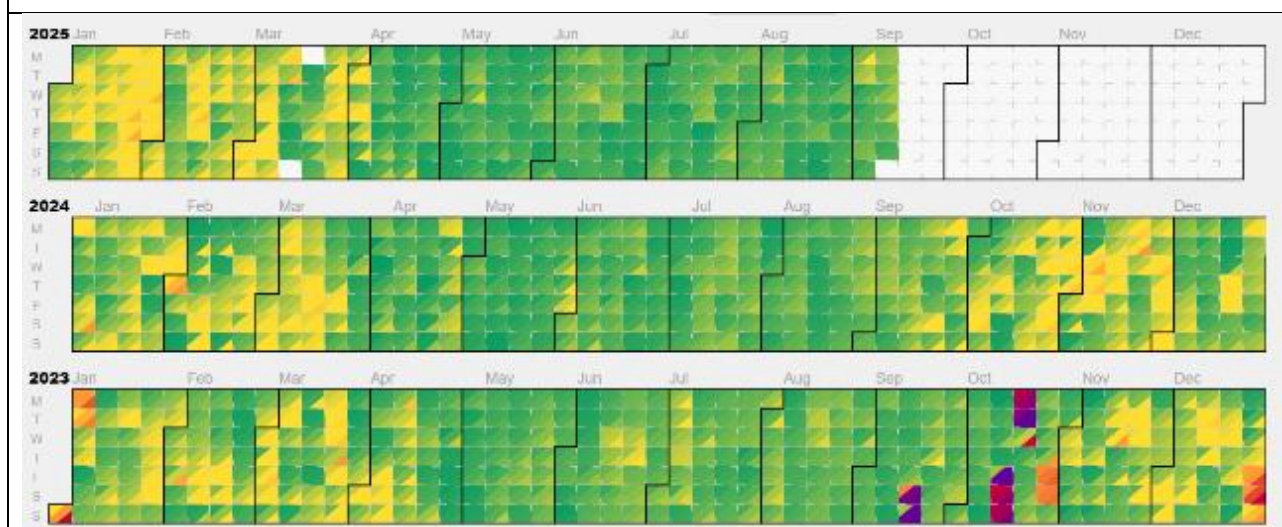 2025 Jan Feb Mar Apr May Jun Jul Aug Sep Oct Nov Dec
M
T
W
T
F
S
S
2024 Jan Feb Mar Apr May Jun Jul Aug Sep Oct Nov Dec
M
T
W
T
F
S
S
2023 Jan Feb Mar Apr May Jun Jul Aug Sep Oct Nov Dec
M
T
W
T
F
S
S